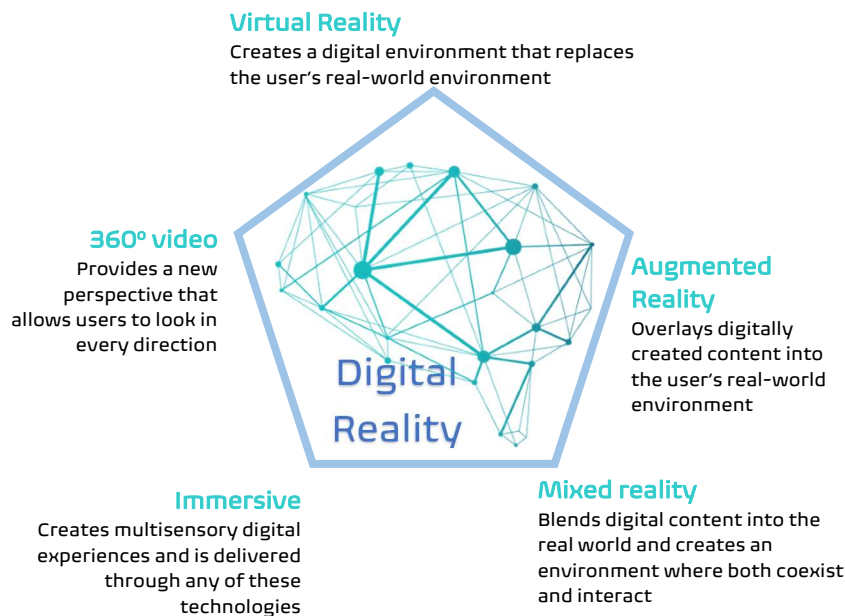 Virtual Reality
Creates a digital environment that replaces
the user's real-world environment
360º video
Provides a new
perspective that
allows users to look in
every direction
Augmented
Reality
Overlays digitally
created content into
the user's real-world
environment
Digital
Reality
Immersive
Creates multisensory digital
experiences and is delivered
through any of these
technologies
Mixed reality
Blends digital content into the
real world and creates an
environment where both coexist
and interact